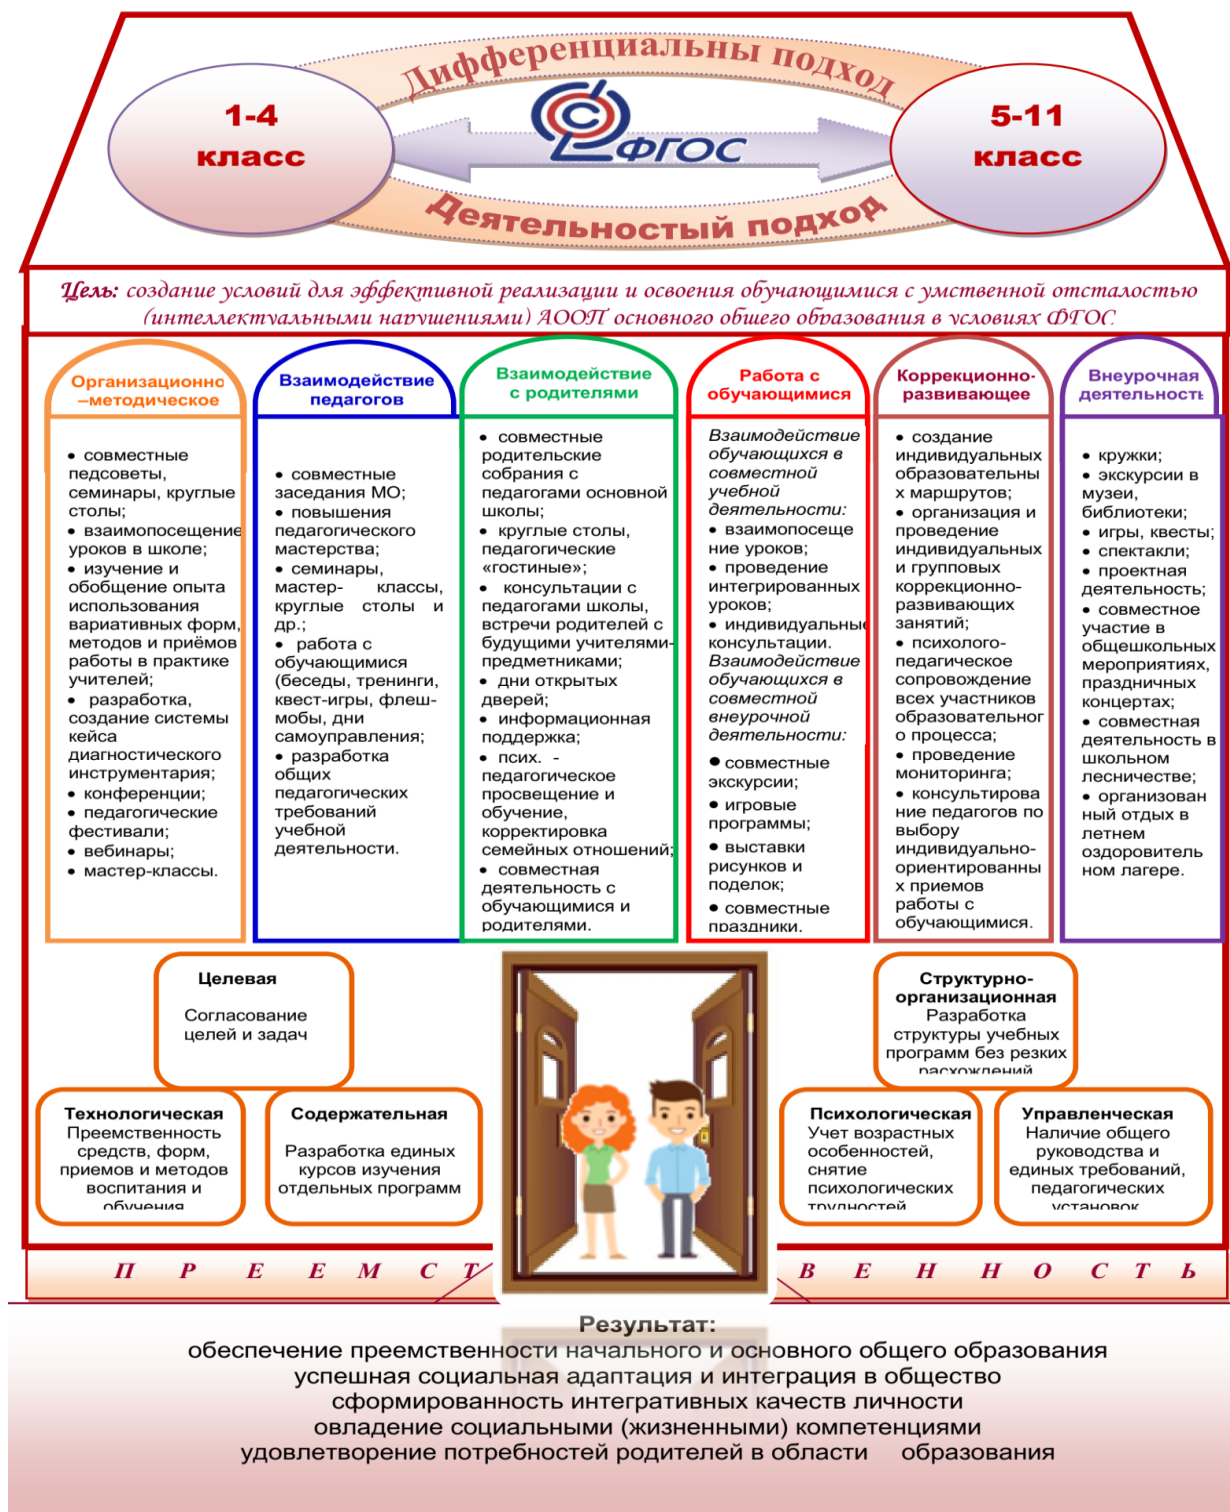 Дифференциальны подход
1-4
класс
ФГОС
5-11
класс
Деятельностый подход
Цель: создание условий для эффективной реализации и освоения обучающимися с умственной отсталостью
(интеллектуальными нарушениями) АООП основного общего образования в условиях ФГОС
Организационно
–методическое
• совместные
педсоветы,
семинары, круглые
столы;
• взаимопосещение
уроков в школе;
• изучение и
обобщение опыта
использования
вариативных форм,
методов и приёмов
работы в практике
учителей;
• разработка,
создание системы
кейса
диагностического
инструментария;
• конференции;
• педагогические
фестивали;
• вебинары;
• мастер-классы.
Взаимодействие
педагогов
• совместные
заседания МО;
• повышения
педагогического
мастерства;
• семинары,
мастер- классы,
круглые столы и
др.;
• работа с
обучающимися
(беседы, тренинги,
квест-игры, флеш-
мобы, дни
самоуправления;
• разработка
общих
педагогических
требований
учебной
деятельности.
Взаимодействие
с родителями
• совместные
родительские
собрания с
педагогами основной
школы;
• круглые столы,
педагогические
«гостиные»;
• консультации с
педагогами школы,
встречи родителей с
будущими учителями-
предметниками;
• дни открытых
дверей;
• информационная
поддержка;
• псих. -
педагогическое
просвещение и
обучение,
корректировка
семейных отношений;
• совместная
деятельность с
обучающимися и
родителями.
Работа с
обучающимися
Взаимодействие
обучающихся в
совместной
учебной
деятельности:
• взаимопосеще
ние уроков;
• проведение
интегрированных
уроков;
• индивидуальные
консультации.
Взаимодействие
обучающихся в
совместной
внеурочной
деятельности:
• совместные
экскурсии;
• игровые
программы;
• выставки
рисунков и
поделок;
• совместные
праздники.
Коррекционно-
развивающее
• создание
индивидуальных
образовательны
х маршрутов;
• организация и
проведение
индивидуальных
и групповых
коррекционно-
развивающих
занятий;
• психолого-
педагогическое
сопровождение
всех участников
образовательног
о процесса;
• проведение
мониторинга;
• консультирова
ние педагогов по
выбору
индивидуально-
ориентированны
х приемов
работы с
обучающимися.
Внеурочная
деятельность
• кружки;
• экскурсии в
музеи,
библиотеки;
• игры, квесты;
• спектакли;
• проектная
деятельность;
• совместное
участие в
общешкольных
мероприятиях,
праздничных
концертах;
• совместная
деятельность в
школьном
лесничестве;
• организован
ный отдых в
летнем
оздоровитель
ном лагере.
Целевая
Согласование
целей и задач
Технологическая
Преемственность
средств, форм,
приемов и методов
воспитания и
обучения
Содержательная
Разработка единых
курсов изучения
отдельных программ
Структурно-
организационная
Разработка
структуры учебных
программ без резких
расхождений
Психологическая
Учет возрастных
особенностей,
снятие
психологических
трудностей
Управленческая
Наличие общего
руководства и
единых требований,
педагогических
установок
П Р Е Е М С Т В Е Н Н О С Т Ь
Результат:
обеспечение преемственности начального и основного общего образования
успешная социальная адаптация и интеграция в общество
сформированность интегративных качеств личности
овладение социальными (жизненными) компетенциями
удовлетворение потребностей родителей в области образования